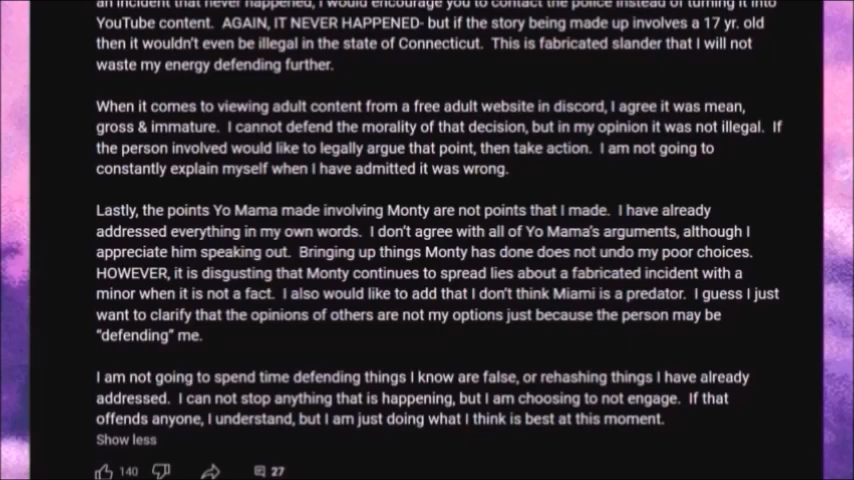 an incident that never happened, I would encourage you to contact the police instead of turning it into
YouTube content.  AGAIN, IT NEVER HAPPENED- but if the story being made up involves a 17 yr. old
then it wouldn't even be illegal in the state of Connecticut.  This is fabricated slander that I will not
waste my energy defending further.
When it comes to viewing adult content from a free adult website in discord, I agree it was mean,
gross & immature.  I cannot defend the morality of that decision, but in my opinion it was not illegal.  If
the person involved would like to legally argue that point, then take action.  I am not going to
constantly explain myself when I have admitted it was wrong.
Lastly, the points Yo Mama made involving Monty are not points that I made.  I have already
addressed everything in my own words.  I don't agree with all of Yo Mama's arguments, although I
appreciate him speaking out.  Bringing up things Monty has done does not undo my poor choices.
HOWEVER, it is disgusting that Monty continues to spread lies about a fabricated incident with a
minor when it is not a fact.  I also would like to add that I don't think Miami is a predator.  I guess I just
want to clarify that the opinions of others are not my options just because the person may be
"defending" me.
I am not going to spend time defending things I know are false, or rehashing things I have already
addressed.  I can not stop anything that is happening, but I am choosing to not engage.  If that
offends anyone, I understand, but I am just doing what I think is best at this moment.
Show less
140 27